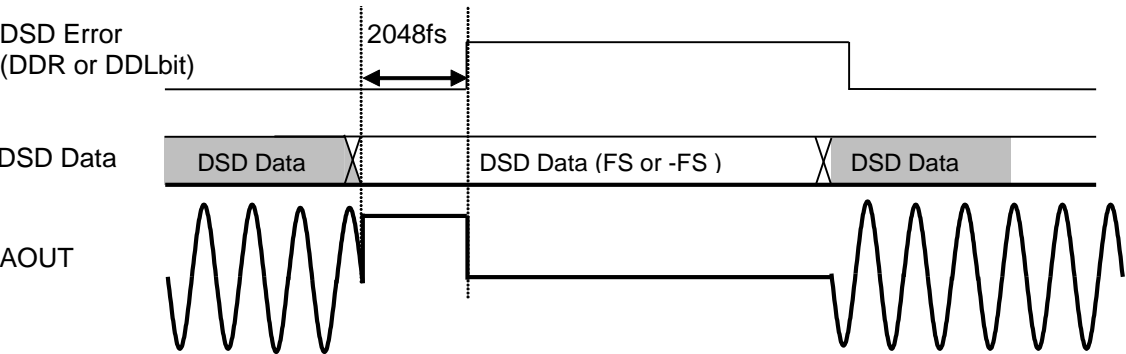 DSD Error
(DDR or DDLbit)
2048fs
DSD Data
DSD Data
DSD Data (FS or -FS )
DSD Data
AOUT